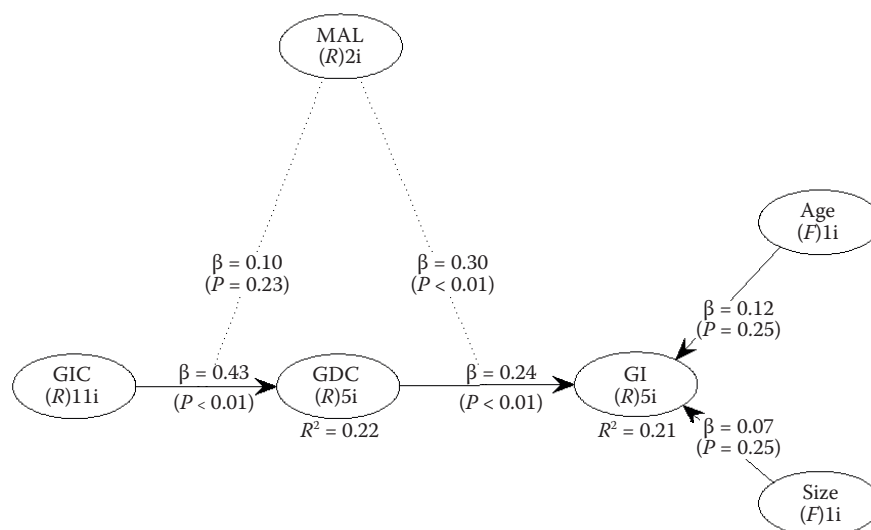 MAL
(R)2i
Age
(F)1i
β = 0.10
(P = 0.23)
β = 0.30
(P < 0.01)
β = 0.12
(P = 0.25)
GIC
(R)11i
β = 0.43
(P < 0.01)
GDC
(R)5i
R² = 0.22
β = 0.24
(P < 0.01)
GI
(R)5i
R² = 0.21
β = 0.07
(P = 0.25)
Size
(F)1i